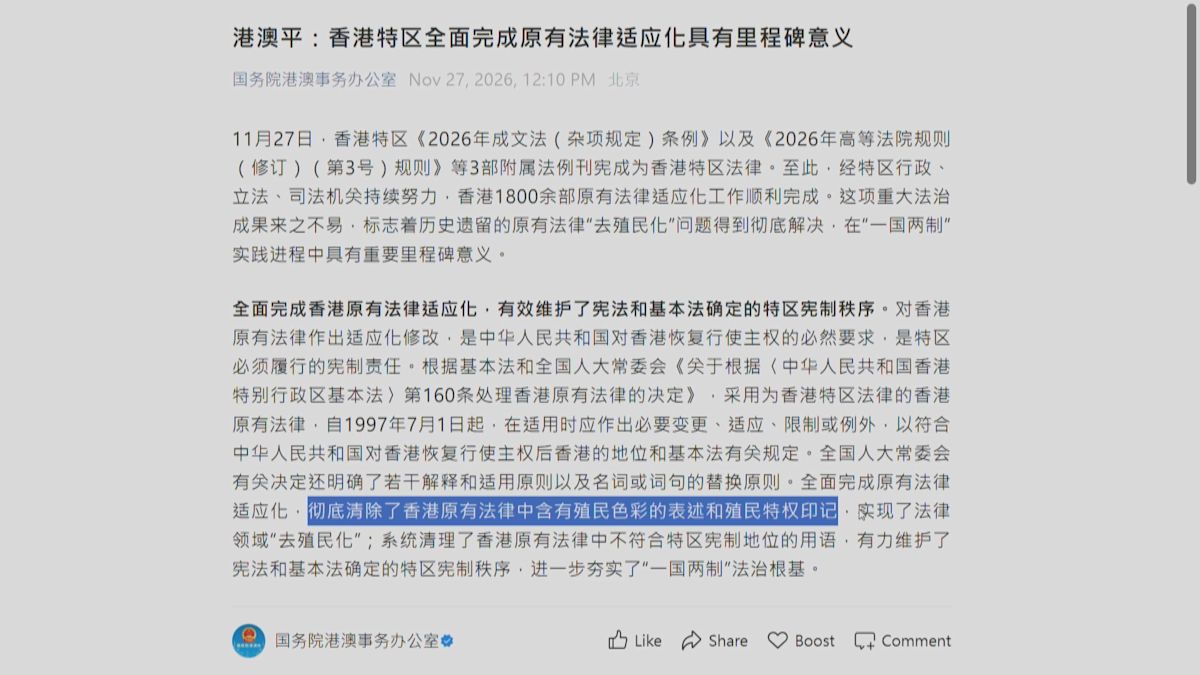 港澳平：香港特区全面完成原有法律适应化具有里程碑意义
国务院港澳事务办公室 Nov 27, 2026, 12:10 PM 北京
11月27日，香港特区《2026年成文法（杂项规定）条例》以及《2026年高等法院规则
（修订）（第3号）规则》等3部附属法例刊宪成为香港特区法律。至此，经特区行政、
立法、司法机关持续努力，香港1800余部原有法律适应化工作顺利完成。这项重大法治
成果来之不易，标志着历史遗留的原有法律“去殖民化”问题得到彻底解决，在“一国两制”
实践进程中具有重要里程碑意义。
全面完成香港原有法律适应化，有效维护了宪法和基本法确定的特区宪制秩序。对香港
原有法律作出适应化修改，是中华人民共和国对香港恢复行使主权的必然要求，是特区
必须履行的宪制责任。根据基本法和全国人大常委会《关于根据〈中华人民共和国香港
特别行政区基本法〉第160条处理香港原有法律的决定》，采用为香港特区法律的香港
原有法律，自1997年7月1日起，在适用时应作出必要变更、适应、限制或例外，以符合
中华人民共和国对香港恢复行使主权后香港的地位和基本法有关规定。全国人大常委会
有关决定还明确了若干解释和适用原则以及名词或词句的替换原则。全面完成原有法律
适应化，彻底清除了香港原有法律中含有殖民色彩的表述和殖民特权印记，实现了法律
领域“去殖民化”；系统清理了香港原有法律中不符合特区宪制地位的用语，有力维护了
宪法和基本法确定的特区宪制秩序，进一步夯实了“一国两制”法治根基。
国务院港澳事务办公室 Like Share Boost Comment